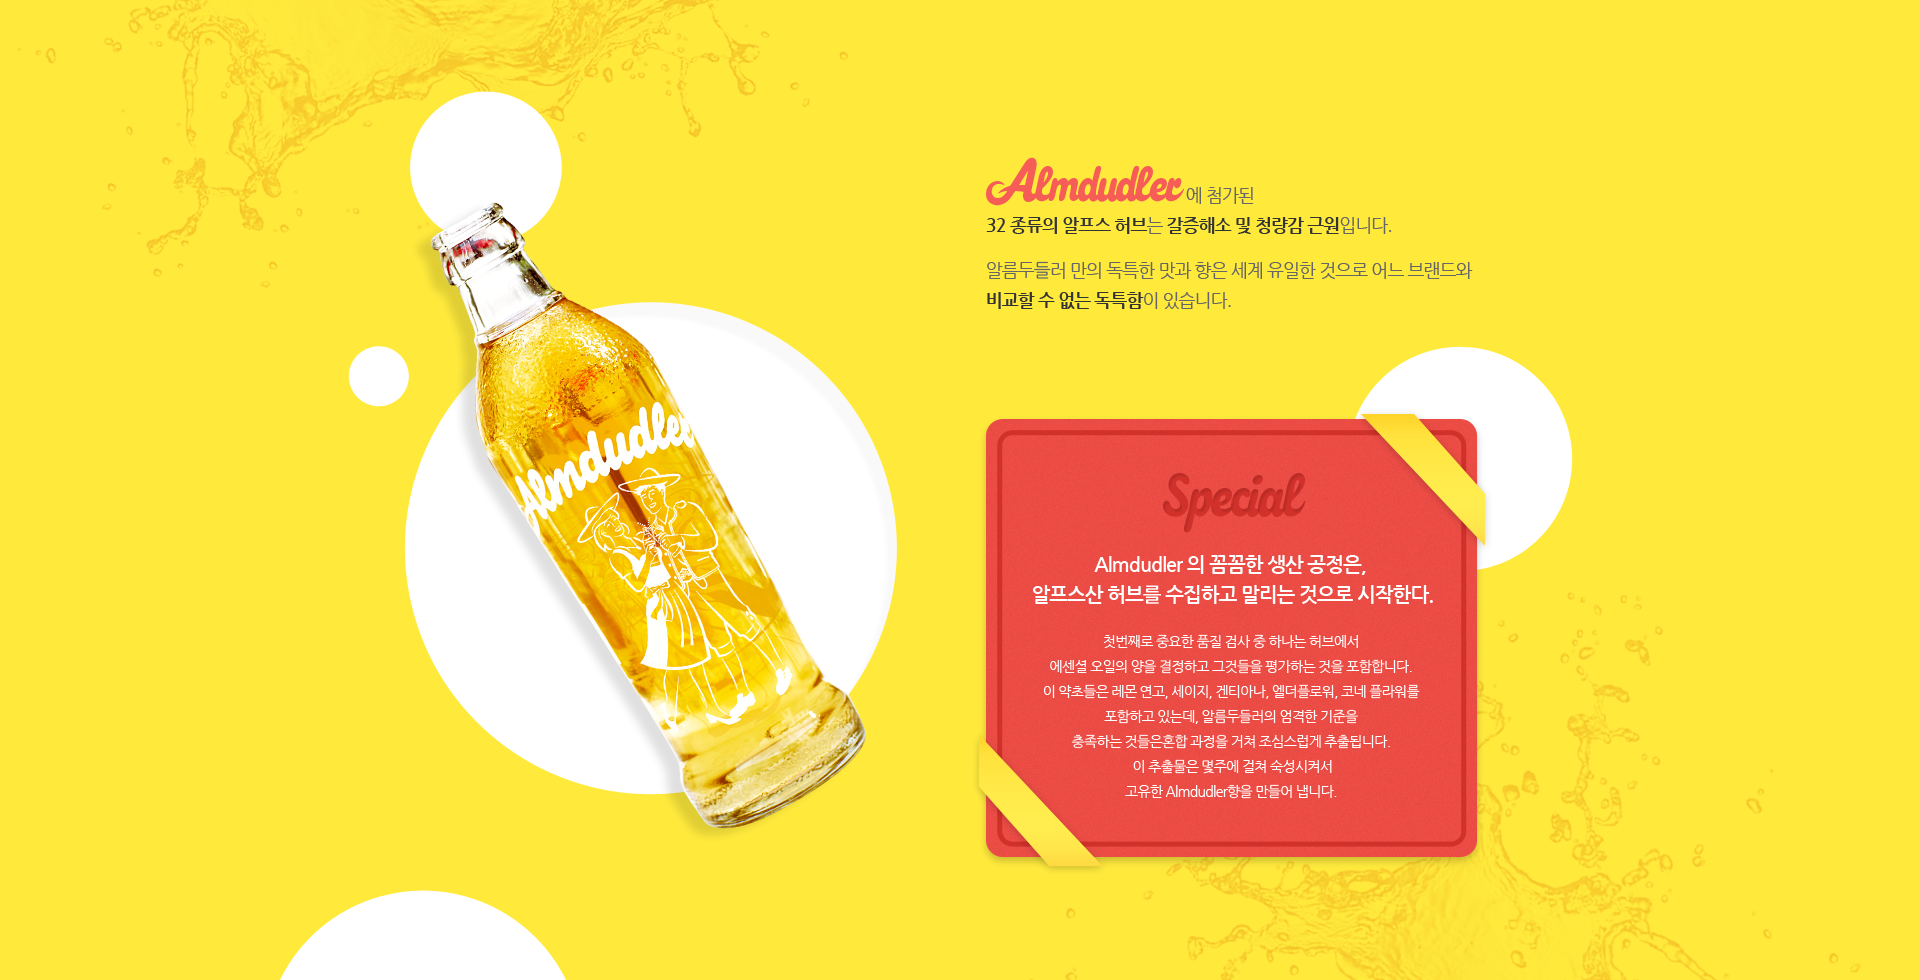 Almdudler
Almdudler 에 첨가된
32 종류의 알프스 허브는 갈증해소 및 청량감 근원입니다.
알름두들러 만의 독특한 맛과 향은 세계 유일한 것으로 어느 브랜드와
비교할 수 없는 독특함이 있습니다.
Special
Almdudler 의 꼼꼼한 생산 공정은,
알프스산 허브를 수집하고 말리는 것으로 시작한다.
첫번째로 중요한 품질 검사 중 하나는 허브에서
에센셜 오일의 양을 결정하고 그것들을 평가하는 것을 포함합니다.
이 약초들은 레몬 연고, 세이지, 겐티아나, 엘더플로워, 코네 플라워를
포함하고 있는데, 알름두들러의 엄격한 기준을
충족하는 것들은혼합 과정을 거쳐 조심스럽게 추출됩니다.
이 추출물은 몇주에 걸쳐 숙성시켜서
고유한 Almdudler향을 만들어 냅니다.